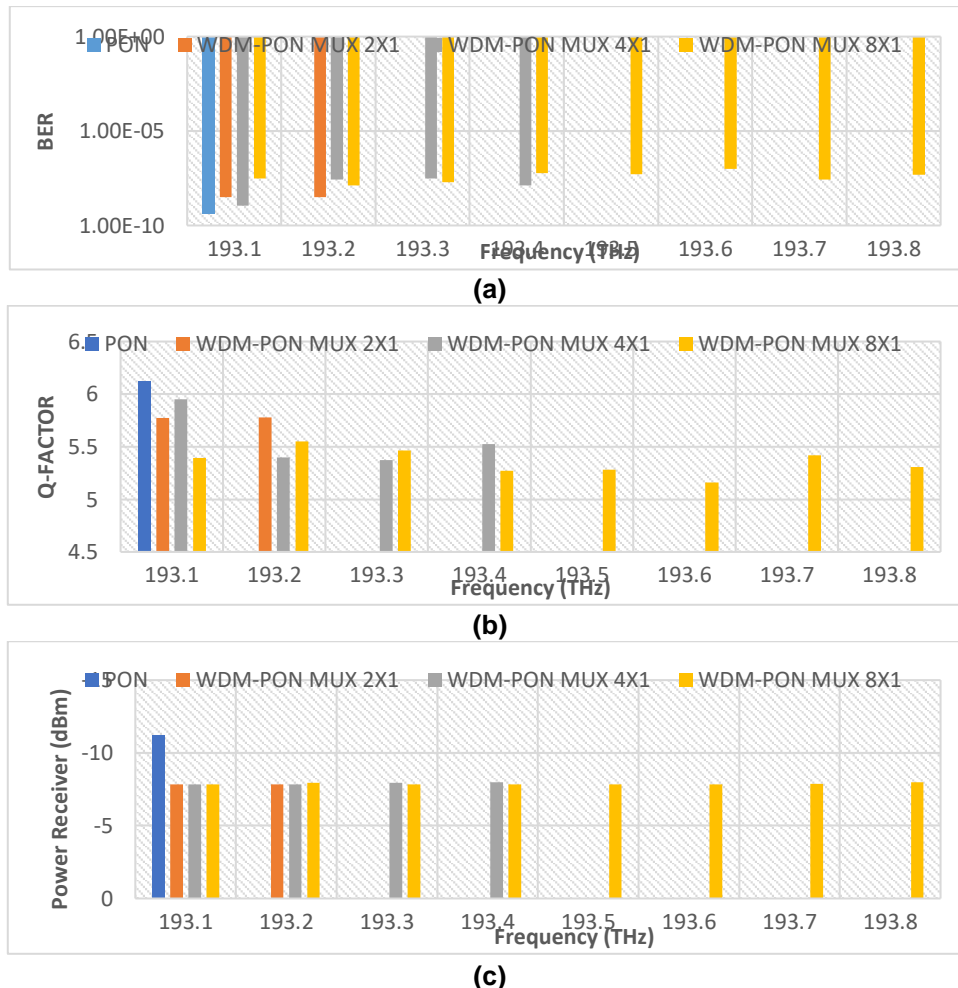 1.00E+00
PON WDM-PON MUX 2X1 WDM-PON MUX 4X1 WDM-PON MUX 8X1
BER
1.00E-05
1.00E-10
193.1 193.2 193.3 193.4 193.5 193.6 193.7 193.8
Frequency (THz)
(a)
6.5
PON WDM-PON MUX 2X1 WDM-PON MUX 4X1 WDM-PON MUX 8X1
Q-FACTOR
6
5.5
5
4.5
193.1 193.2 193.3 193.4 193.5 193.6 193.7 193.8
Frequency (THz)
(b)
-15
PON WDM-PON MUX 2X1 WDM-PON MUX 4X1 WDM-PON MUX 8X1
Power Receiver (dBm)
-10
-5
0
193.1 193.2 193.3 193.4 193.5 193.6 193.7 193.8
Frequency (THz)
(c)